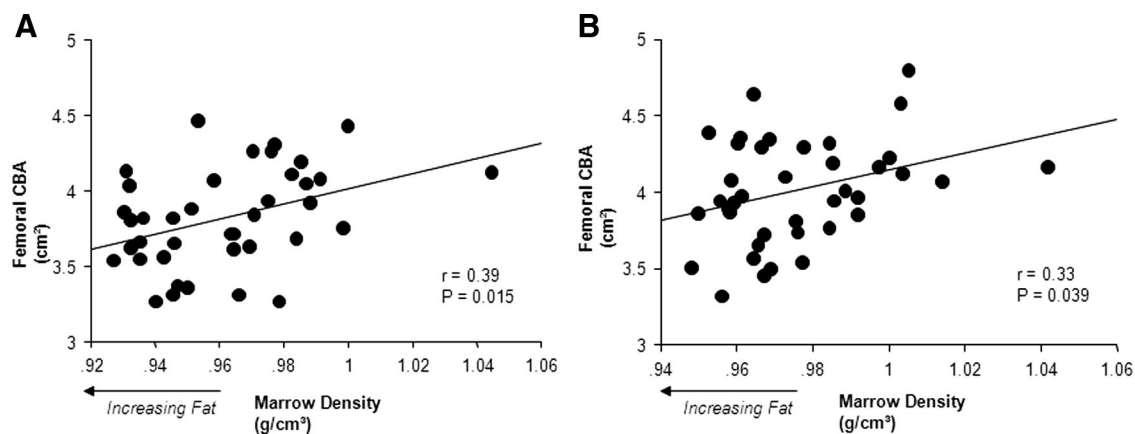 A
5
4.5
4
3.5
3
Femoral CBA
(cm²)
r = 0.39
P = 0.015
.92 .94 .96 .98 1 1.02 1.04 1.06
Increasing Fat
Marrow Density
(g/cm³)
B
5
4.5
4
3.5
3
Femoral CBA
(cm²)
r = 0.33
P = 0.039
.94 .96 .98 1 1.02 1.04 1.06
Increasing Fat
Marrow Density
(g/cm³)